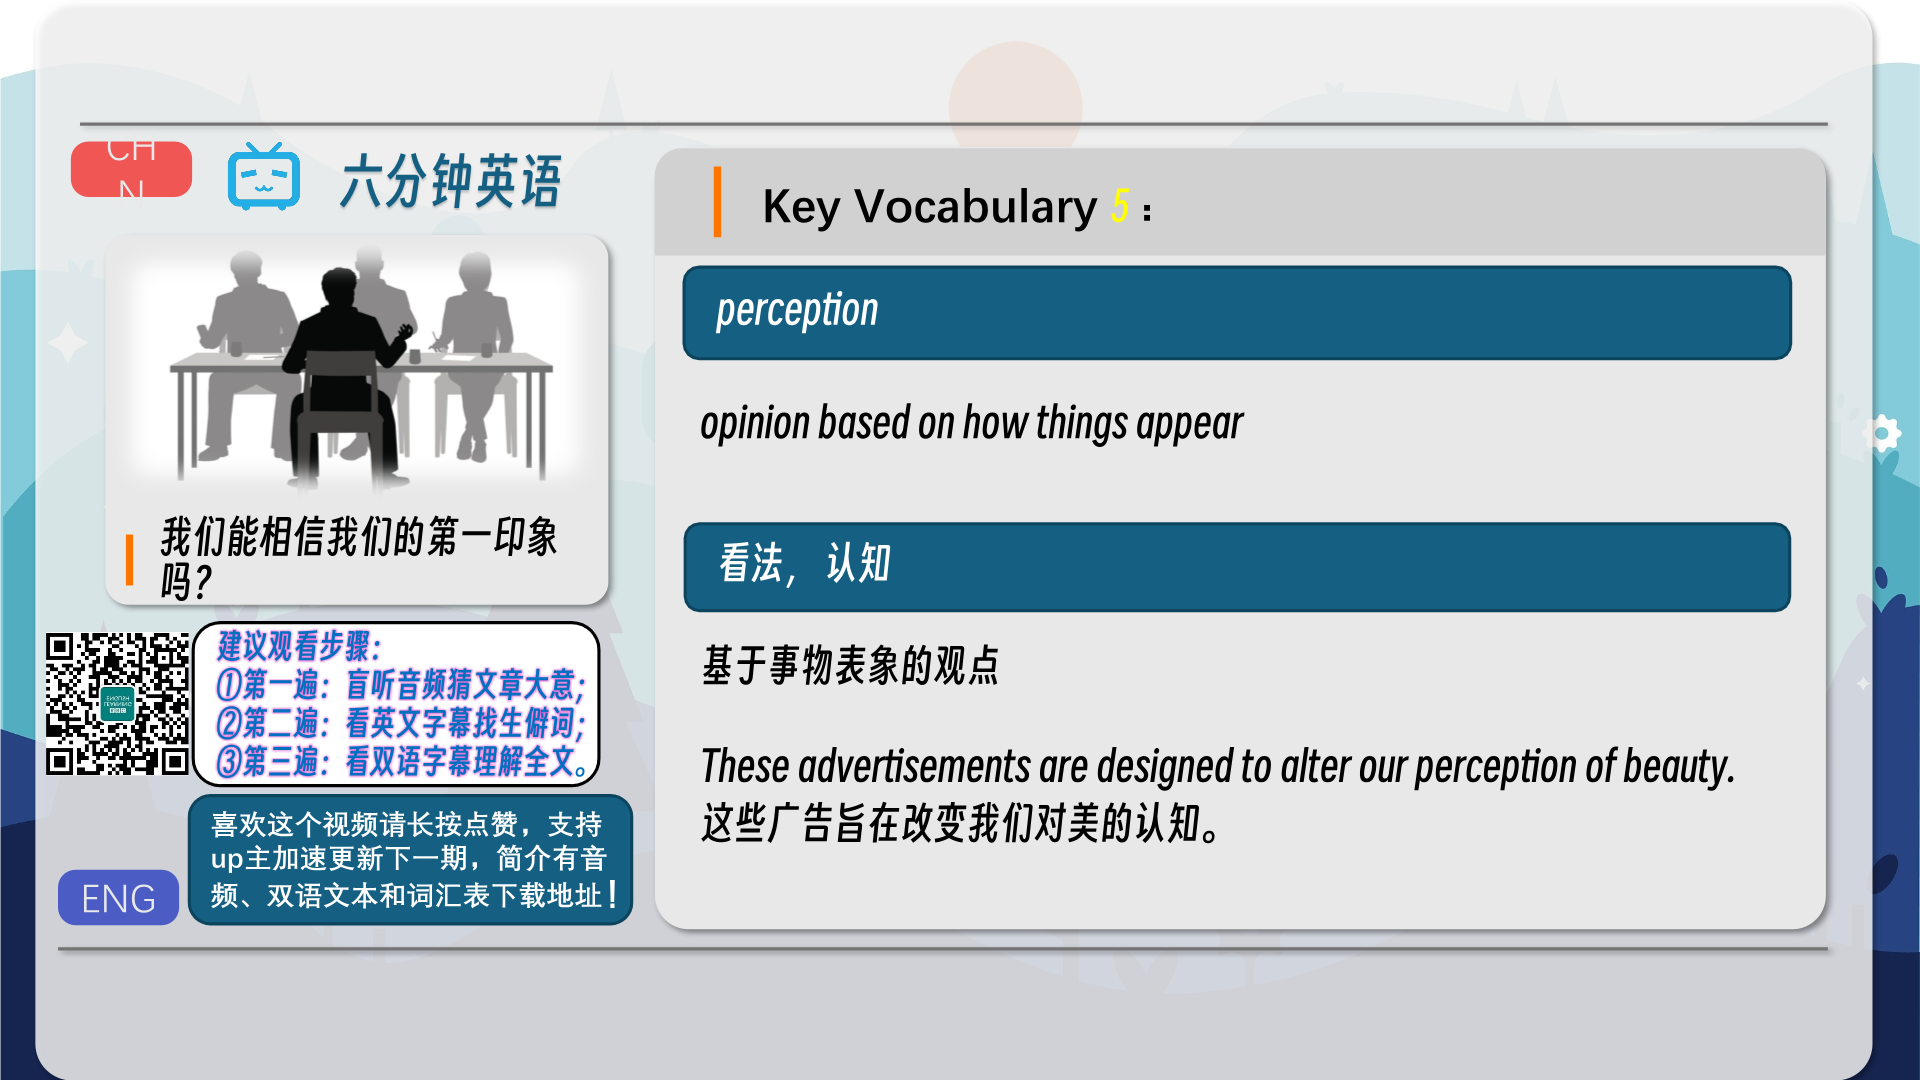 CH
N
六分钟英语
我们能相信我们的第一印象
吗？
建议观看步骤：
①第一遍：盲听音频猜文章大意；
②第二遍：看英文字幕找生僻词；
③第三遍：看双语字幕理解全文。
喜欢这个视频请长按点赞，支持
up主加速更新下一期，简介有音
频、双语文本和词汇表下载地址！
ENG
Key Vocabulary 5：
perception
opinion based on how things appear
看法， 认知
基于事物表象的观点
These advertisements are designed to alter our perception of beauty.
这些广告旨在改变我们对美的认知。